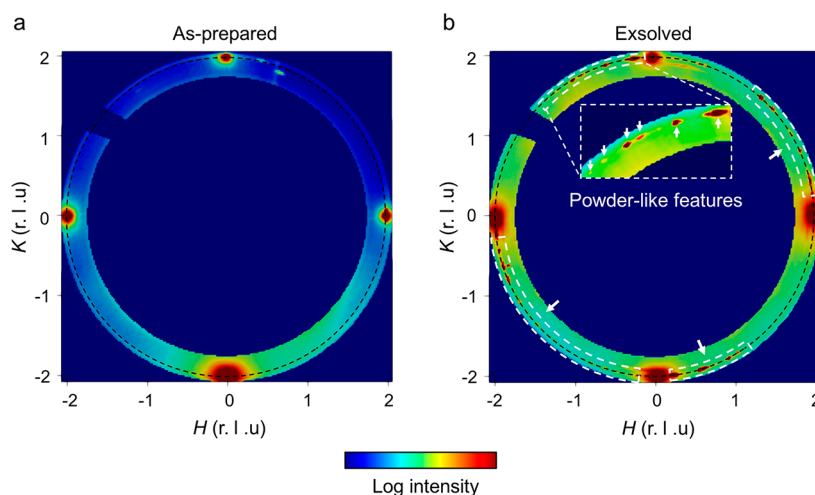 a
As-prepared
2
1
0
-1
-2
K (r. l .u)
-2
-1
0
1
2
H (r. l .u)
b
Exsolved
2
1
0
-1
-2
K (r. l .u)
Powder-like features
-2
-1
0
1
2
H (r. l .u)
Log intensity